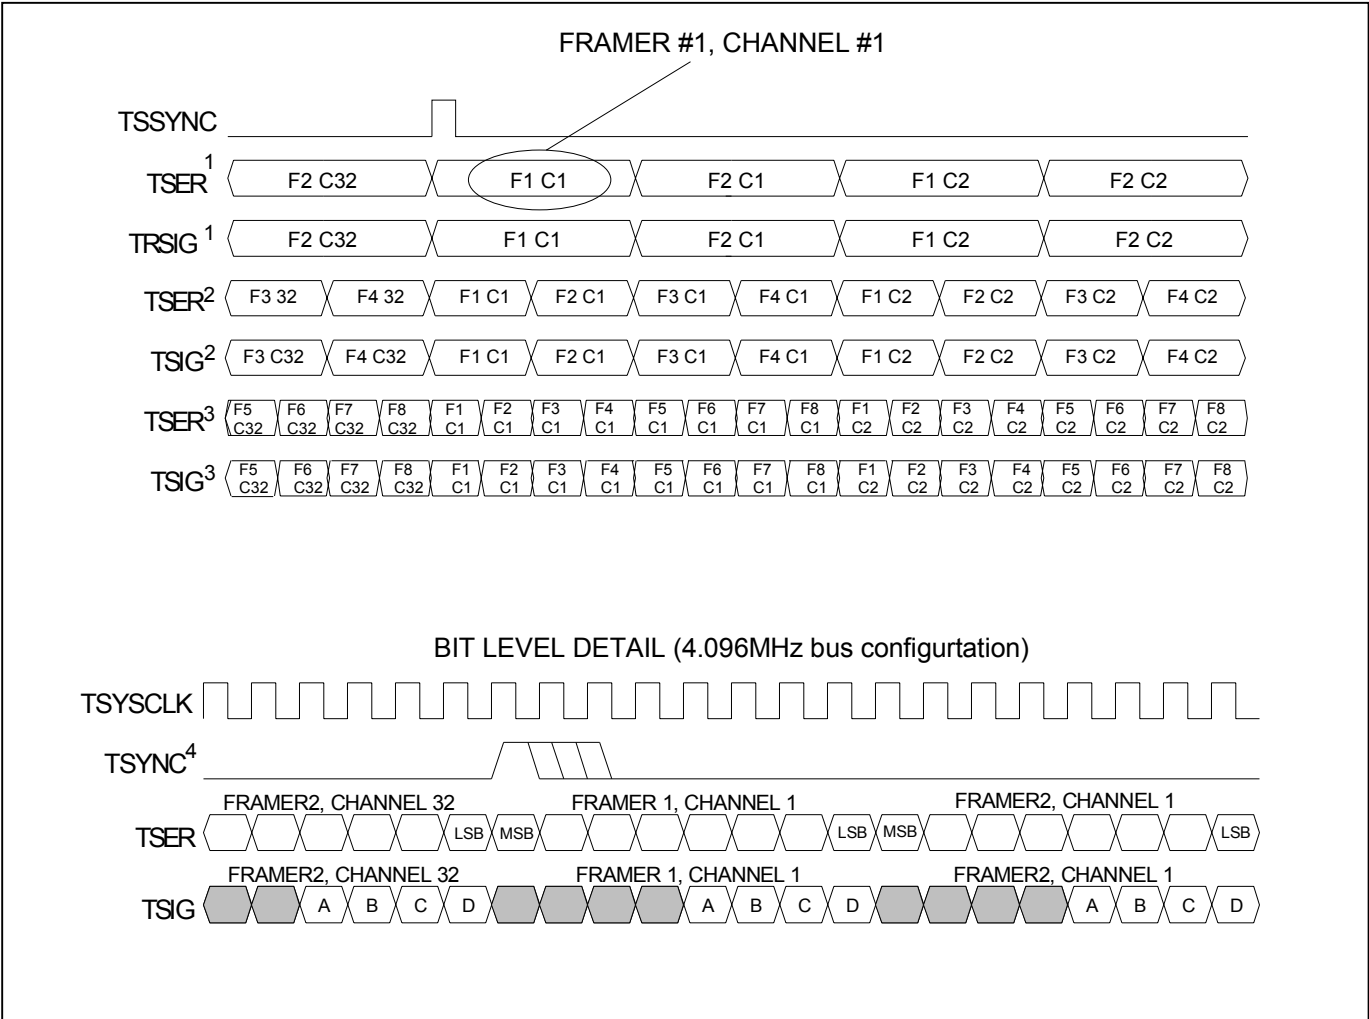 FRAMER #1, CHANNEL #1
TSSYNC
TSER 1 F2 C32 F1 C1 F2 C1 F1 C2 F2 C2
TRSIG 1 F2 C32 F1 C1 F2 C1 F1 C2 F2 C2
TSER2 F3 32 F4 32 F1 C1 F2 C1 F3 C1 F4 C1 F1 C2 F2 C2 F3 C2 F4 C2
TSIG2 F3 C32 F4 C32 F1 C1 F2 C1 F3 C1 F4 C1 F1 C2 F2 C2 F3 C2 F4 C2
TSER3 F5 C32 F6 C32 F7 C32 F8 C32 F1 C1 F2 C1 F3 C1 F4 C1 F5 C1 F6 C1 F7 C1 F8 C1 F1 C2 F2 C2 F3 C2 F4 C2 F5 C2 F6 C2 F7 C2 F8 C2
TSIG3 F5 C32 F6 C32 F7 C32 F8 C32 F1 C1 F2 C1 F3 C1 F4 C1 F5 C1 F6 C1 F7 C1 F8 C1 F1 C2 F2 C2 F3 C2 F4 C2 F5 C2 F6 C2 F7 C2 F8 C2
BIT LEVEL DETAIL (4.096MHz bus configurtation)
TSYSCLK
TSYNC4
FRAMER2, CHANNEL 32 FRAMER 1, CHANNEL 1 FRAMER2, CHANNEL 1
TSER LSB MSB LSB MSB LSB
FRAMER2, CHANNEL 32 FRAMER 1, CHANNEL 1 FRAMER2, CHANNEL 1
TSIG A B C D A B C D A B C D